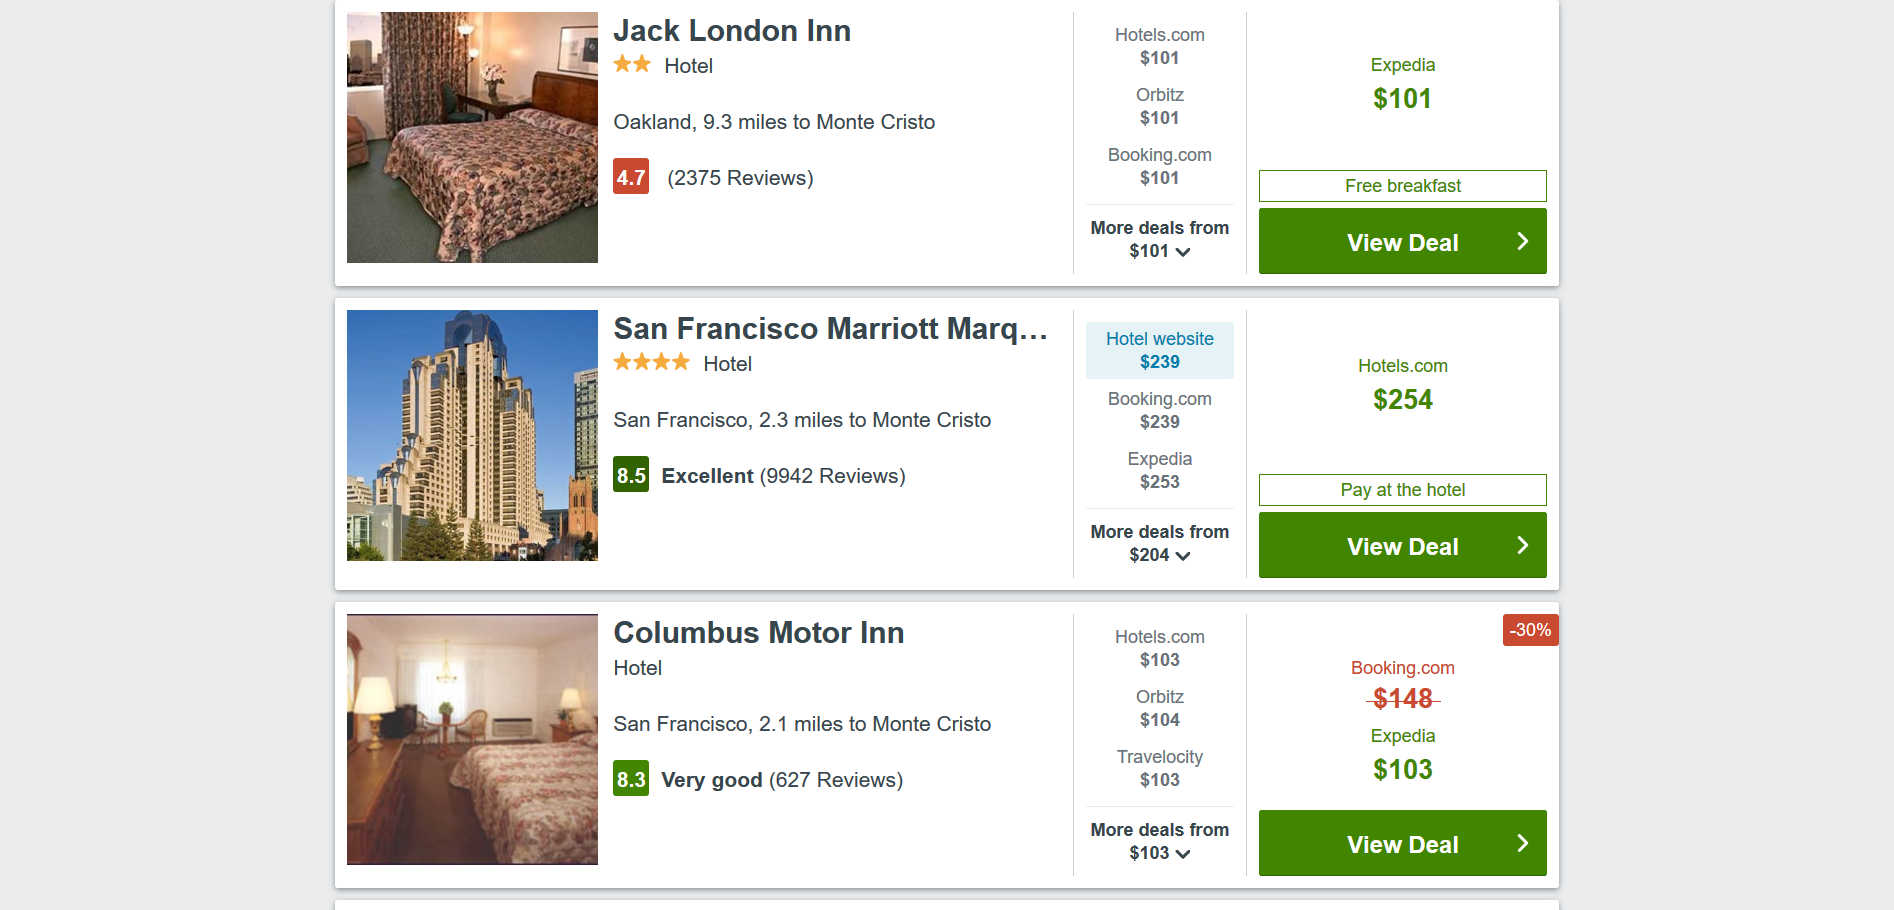 Jack London Inn
Hotel
Oakland, 9.3 miles to Monte Cristo
4.7 (2375 Reviews)
Hotels.com
$101
Orbitz
$101
Booking.com
$101
More deals from
$101
Expedia
$101
Free breakfast
View Deal
San Francisco Marriott Marq...
Hotel
San Francisco, 2.3 miles to Monte Cristo
8.5 Excellent (9942 Reviews)
Hotel website
$239
Booking.com
$239
Expedia
$253
More deals from
$204
Hotels.com
$254
Pay at the hotel
View Deal
Columbus Motor Inn
Hotel
San Francisco, 2.1 miles to Monte Cristo
8.3 Very good (627 Reviews)
Hotels.com
$103
Orbitz
$104
Travelocity
$103
More deals from
$103
-30%
Booking.com
$148
Expedia
$103
View Deal